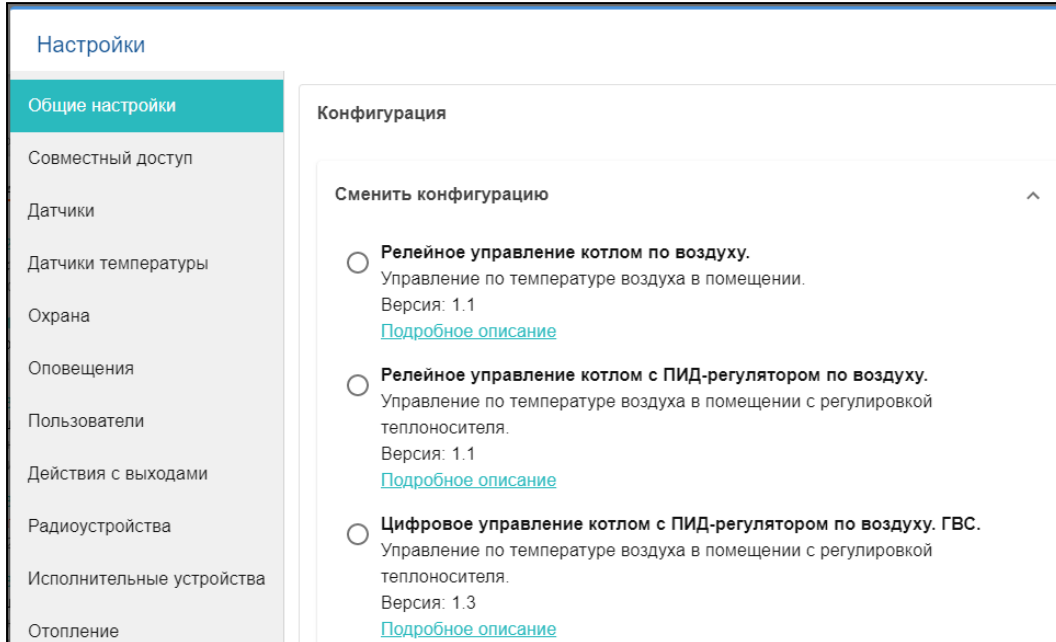 Настройки
Общие настройки
Совместный доступ
Датчики
Датчики температуры
Охрана
Оповещения
Пользователи
Действия с выходами
Радиоустройства
Исполнительные устройства
Отопление
Конфигурация
Сменить конфигурацию
Релейное управление котлом по воздуху.
Управление по температуре воздуха в помещении.
Версия: 1.1
Подробное описание
Релейное управление котлом с ПИД-регулятором по воздуху.
Управление по температуре воздуха в помещении с регулировкой
теплоносителя.
Версия: 1.1
Подробное описание
Цифровое управление котлом с ПИД-регулятором по воздуху. ГВС.
Управление по температуре воздуха в помещении с регулировкой
теплоносителя.
Версия: 1.3
Подробное описание